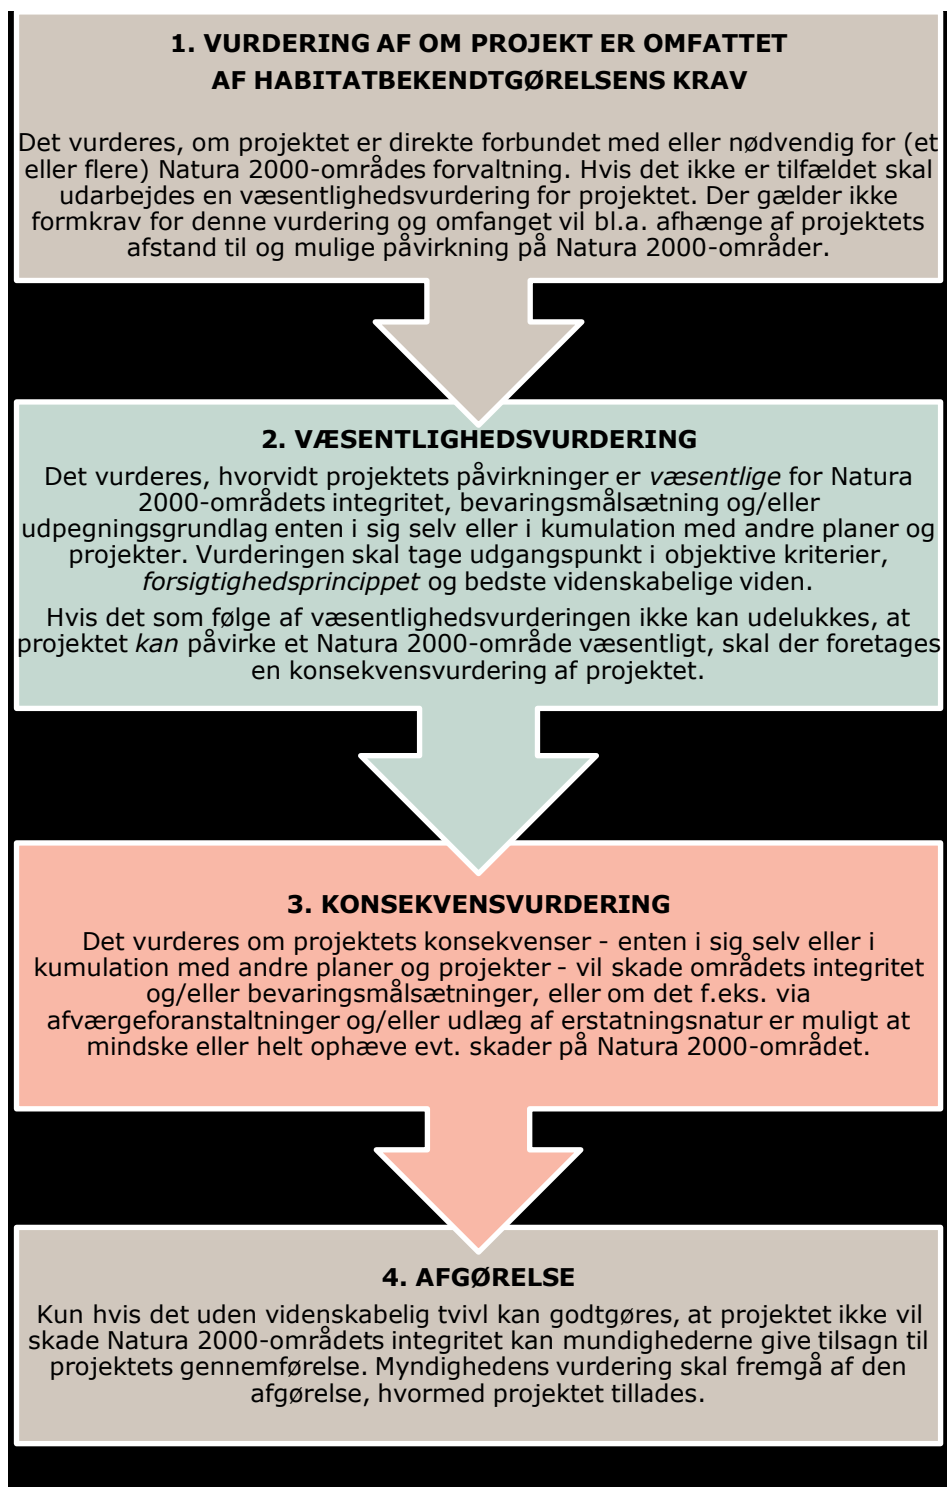 1. VURDERING AF OM PROJEKT ER OMFATTET
AF HABITATBEKENDTGØRELSENS KRAV
Det vurderes, om projektet er direkte forbundet med eller nødvendig for (et
eller flere) Natura 2000-områdes forvaltning. Hvis det ikke er tilfældet skal
udarbejdes en væsentlighedsvurdering for projektet. Der gælder ikke
formkrav for denne vurdering og omfanget vil bl.a. afhænge af projektets
afstand til og mulige påvirkning på Natura 2000-områder.
2. VÆSENTLIGHEDSVURDERING
Det vurderes, hvorvidt projektets påvirkninger er væsentlige for Natura
2000-områdets integritet, bevaringsmålsætning og/eller
udpegningsgrundlag enten i sig selv eller i kumulation med andre planer og
projekter. Vurderingen skal tage udgangspunkt i objektive kriterier,
forsigtighedsprincippet og bedste videnskabelige viden.
Hvis det som følge af væsentlighedsvurderingen ikke kan udelukkes, at
projektet kan påvirke et Natura 2000-område væsentligt, skal der foretages
en konsekvensvurdering af projektet.
3. KONSEKVENSVURDERING
Det vurderes om projektets konsekvenser - enten i sig selv eller i
kumulation med andre planer og projekter - vil skade områdets integritet
og/eller bevaringsmålsætninger, eller om det f.eks. via
afværgeforanstaltninger og/eller udlæg af erstatningsnatur er muligt at
mindske eller helt ophæve evt. skader på Natura 2000-området.
4. AFGØRELSE
Kun hvis det uden videnskabelig tvivl kan godtgøres, at projektet ikke vil
skade Natura 2000-områdets integritet kan mundighederne give tilsagn til
projektets gennemførelse. Myndighedens vurdering skal fremgå af den
afgørelse, hvormed projektet tillades.